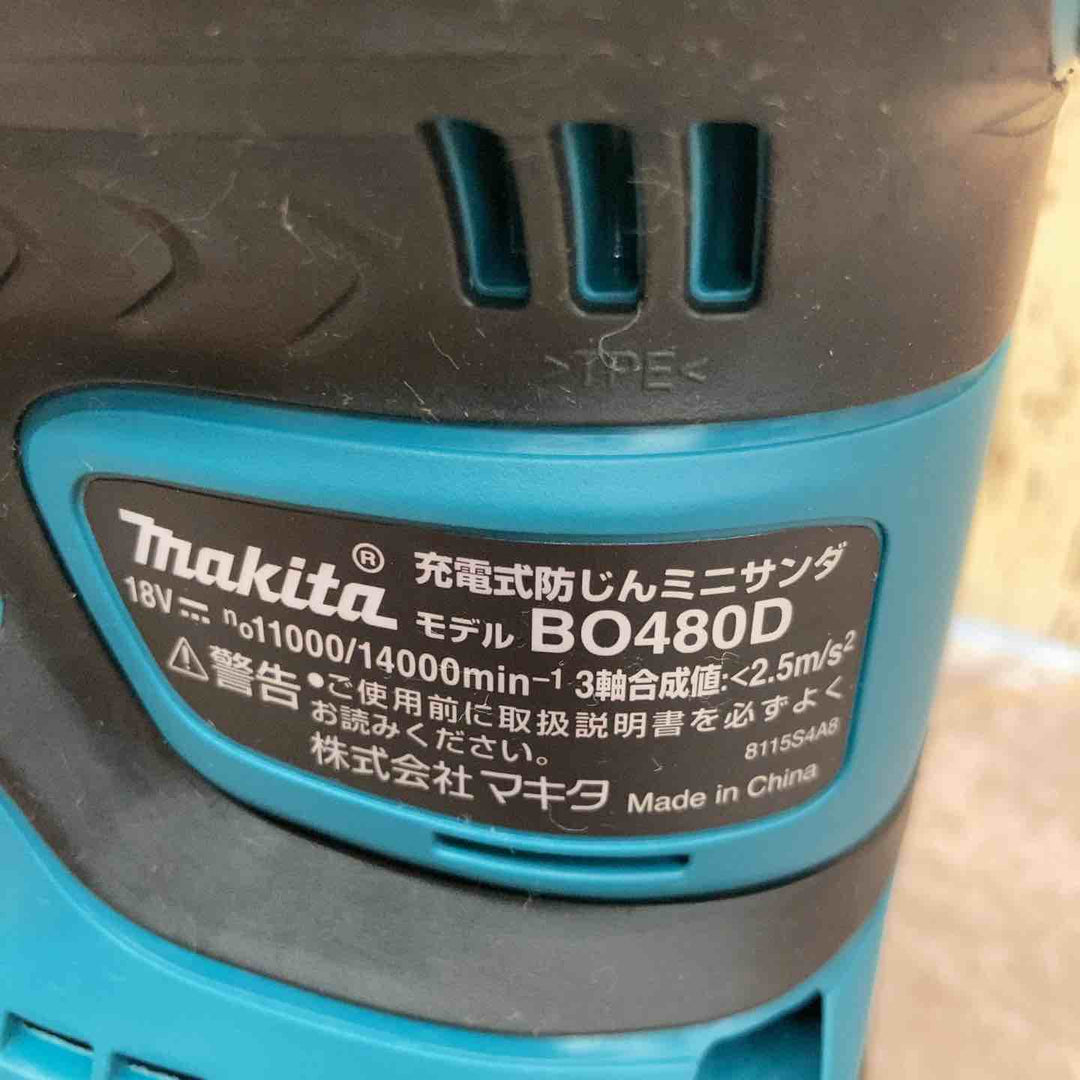 >TPE<
makita® 充電式防じんミニサンダ
モデル BO480D
18V⎓ n₀11000/14000min⁻¹ 3軸合成値:<2.5m/s²
⚠警告 •ご使用前に取扱説明書を必ずよく
お読みください。 8115S4A8
株式会社マキタ Made in China